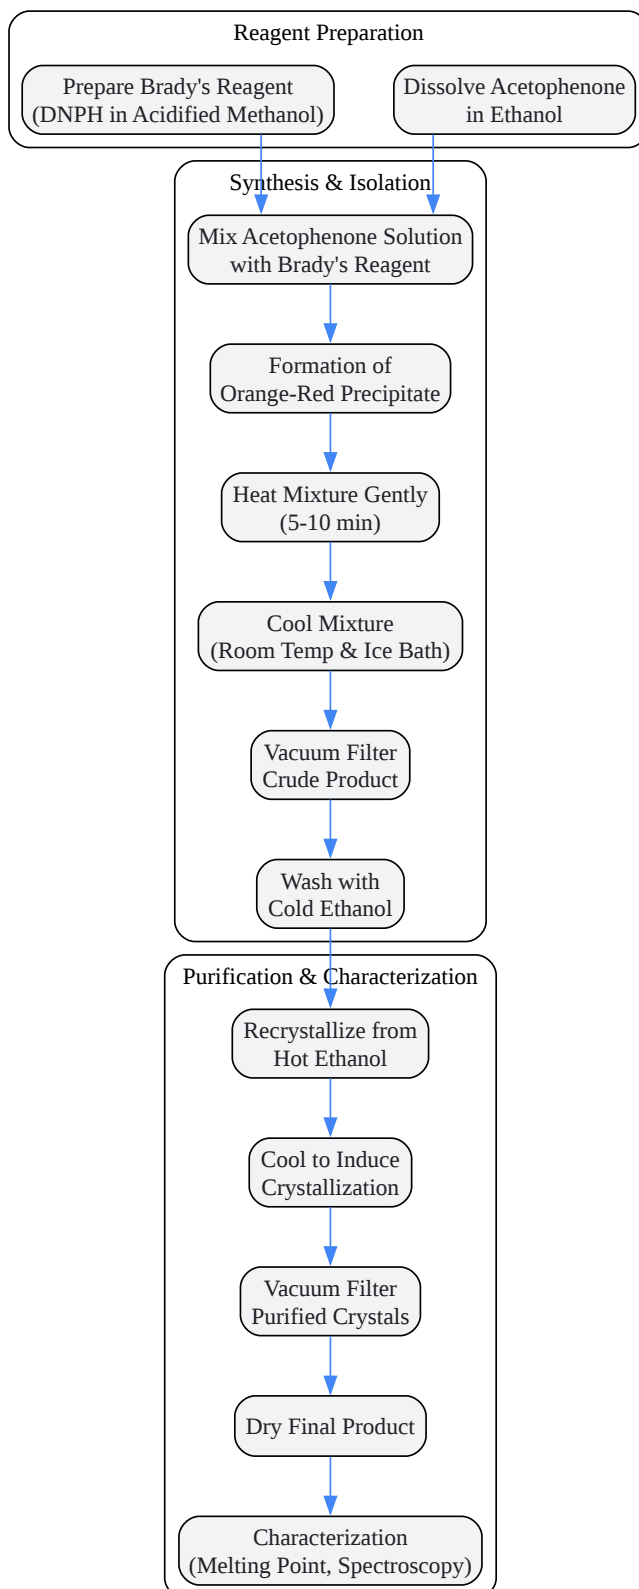 Reagent Preparation
Prepare Brady's Reagent
(DNPH in Acidified Methanol)
Dissolve Acetophenone
in Ethanol
Synthesis & Isolation
Mix Acetophenone Solution
with Brady's Reagent
Formation of
Orange-Red Precipitate
Heat Mixture Gently
(5-10 min)
Cool Mixture
(Room Temp & Ice Bath)
Vacuum Filter
Crude Product
Wash with
Cold Ethanol
Purification & Characterization
Recrystallize from
Hot Ethanol
Cool to Induce
Crystallization
Vacuum Filter
Purified Crystals
Dry Final Product
Characterization
(Melting Point, Spectroscopy)